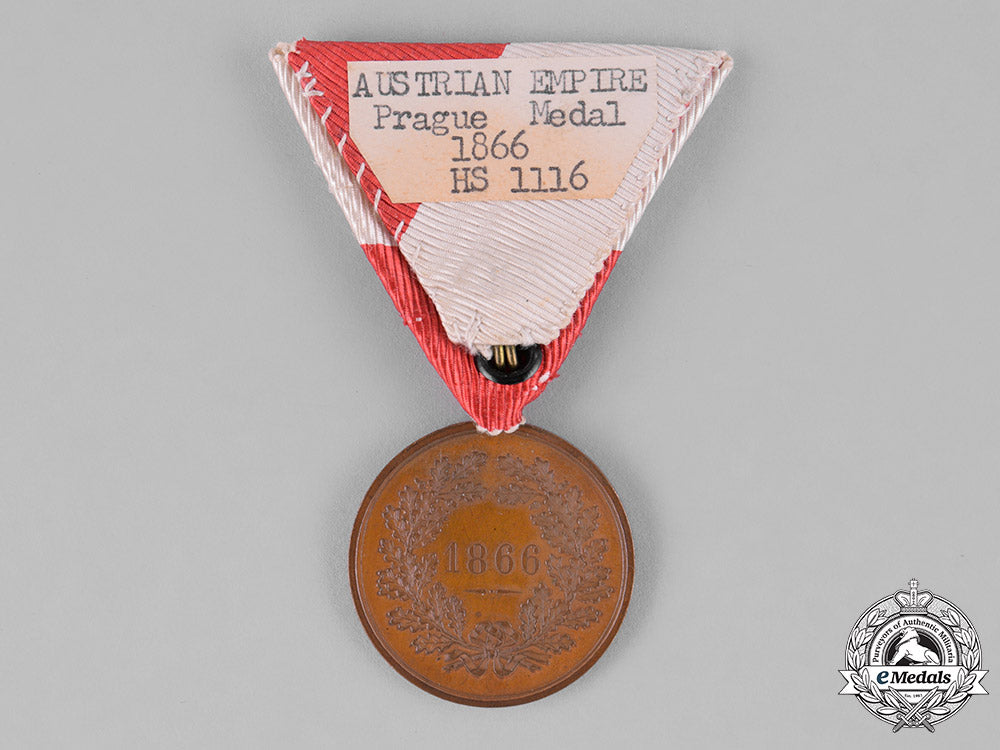 AUSTRIAN EMPIRE
Prague Medal
1866
HS 1116
1866
Purveyors of Authentic Militaria
eMedals